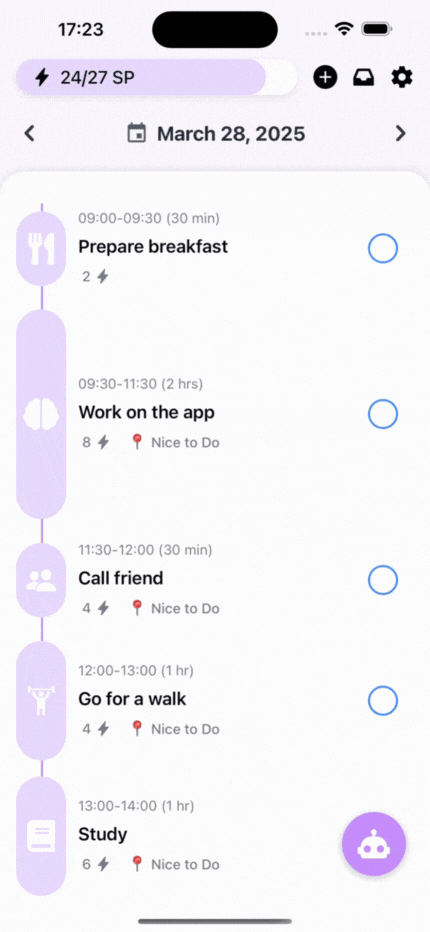 17:23
24/27 SP
March 28, 2025
09:00-09:30 (30 min)
Prepare breakfast
2
09:30-11:30 (2 hrs)
Work on the app
8 Nice to Do
11:30-12:00 (30 min)
Call friend
4 Nice to Do
12:00-13:00 (1 hr)
Go for a walk
4 Nice to Do
13:00-14:00 (1 hr)
Study
6 Nice to Do